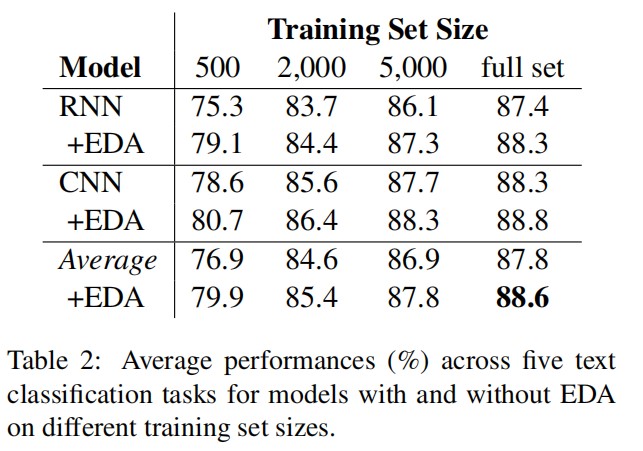 Training Set Size
Model 500 2,000 5,000 full set
RNN 75.3 83.7 86.1 87.4
+EDA 79.1 84.4 87.3 88.3
CNN 78.6 85.6 87.7 88.3
+EDA 80.7 86.4 88.3 88.8
Average 76.9 84.6 86.9 87.8
+EDA 79.9 85.4 87.8 88.6
Table 2: Average performances (%) across five text
classification tasks for models with and without EDA
on different training set sizes.